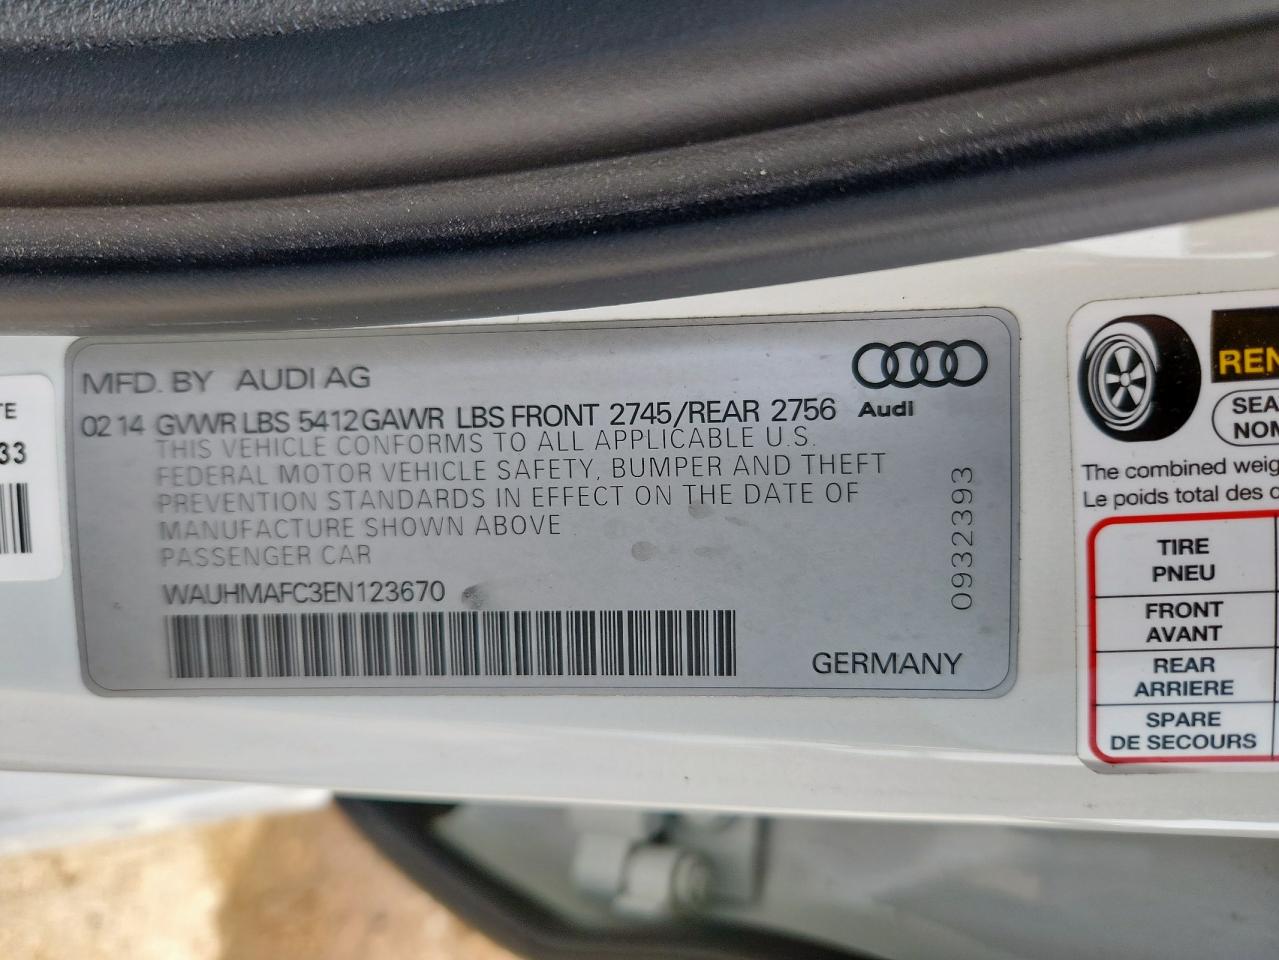 MFD. BY AUDI AG
Audi
02 14 GVWR LBS 5412 GAWR LBS FRONT 2745/REAR 2756
THIS VEHICLE CONFORMS TO ALL APPLICABLE U.S.
FEDERAL MOTOR VEHICLE SAFETY, BUMPER AND THEFT
PREVENTION STANDARDS IN EFFECT ON THE DATE OF
MANUFACTURE SHOWN ABOVE
PASSENGER CAR
WAUHMAFC3EN123670
GERMANY
09323393
TE
33
REN
SEA
NOM
The combined weig
Le poids total des
TIRE
PNEU
FRONT
AVANT
REAR
ARRIERE
SPARE
DE SECOURS